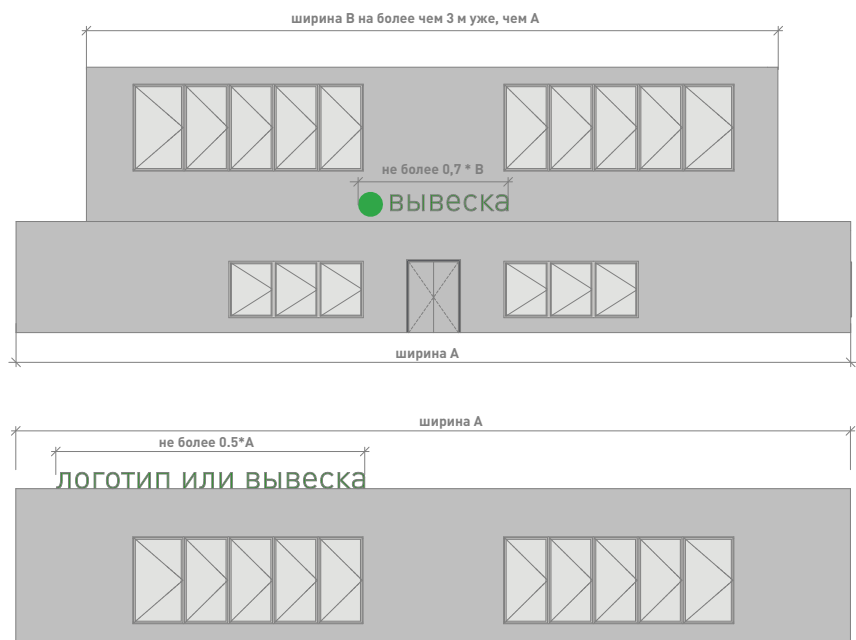 ширина В на более чем 3 м уже, чем А
не более 0,7 * В
вывеска
ширина А
ширина А
не более 0.5*А
логотип или вывеска